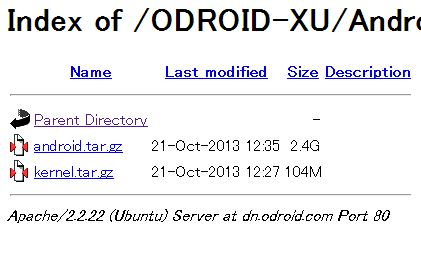 Index of /ODROID-XU/Andro
Name Last modified Size Description
Parent Directory -
android.tar.gz 21-Oct-2013 12:35 2.4G
kernel.tar.gz 21-Oct-2013 12:27 104M
Apache/2.2.22 (Ubuntu) Server at dn.odroid.com Port 80